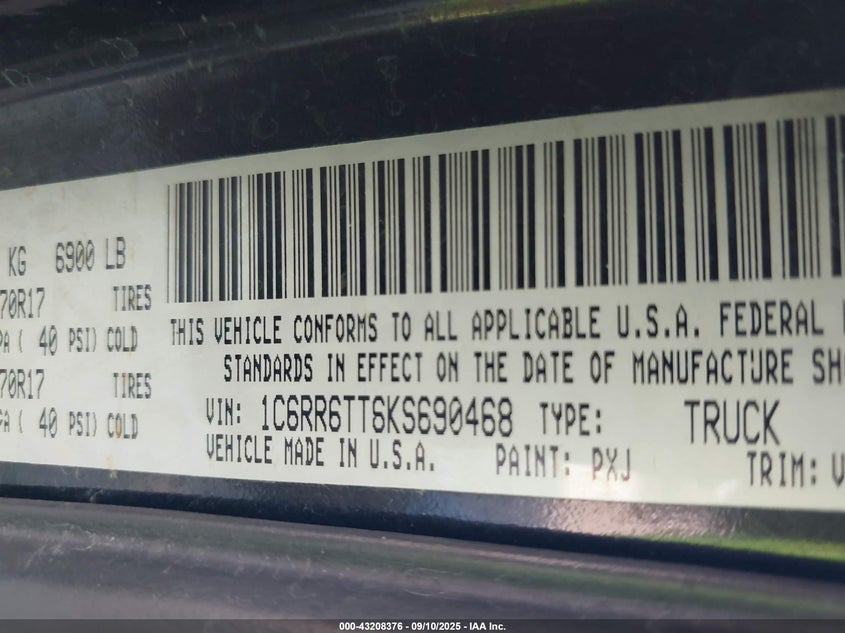 KG 6900 LB
70R17 TIRES
PA ( 40 PSI) COLD
70R17 TIRES
PA ( 40 PSI) COLD
THIS VEHICLE CONFORMS TO ALL APPLICABLE U.S.A. FEDERAL
STANDARDS IN EFFECT ON THE DATE OF MANUFACTURE SH
VIN: 1C6RR6TT6KS690468 TYPE: TRUCK
VEHICLE MADE IN U.S.A. PAINT: PXJ TRIM: V
000-43208376 - 09/10/2025 - IAA Inc.